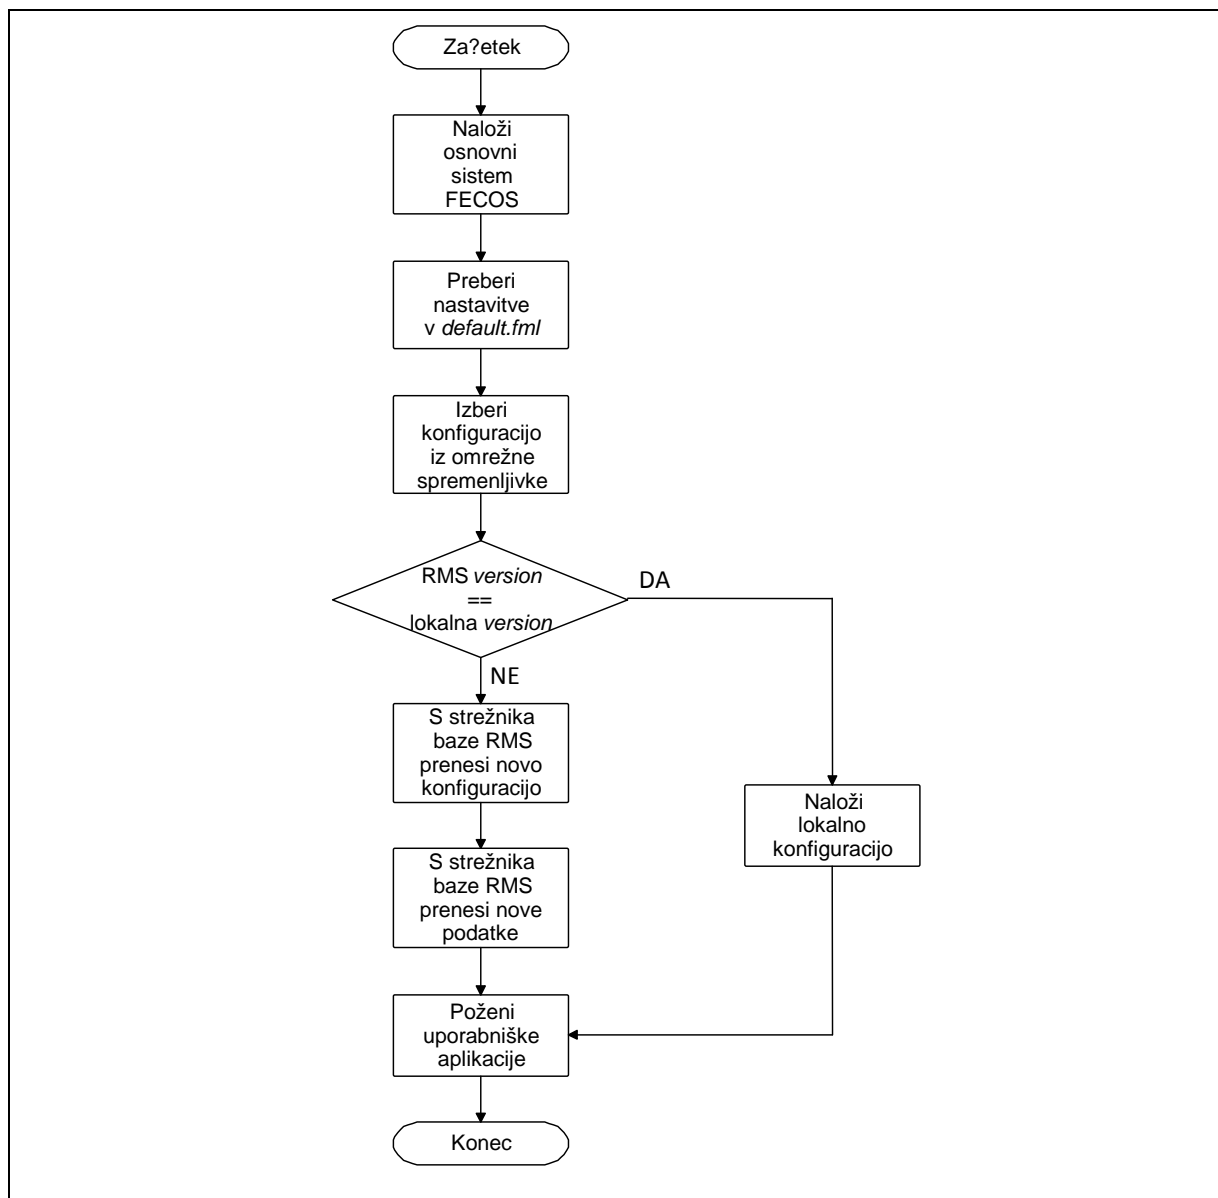 Za?etek
Naloži
osnovni
sistem
FECOS
Preberi
nastavitve
v default.fml
Izberi
konfiguracijo
iz omrežne
spremenljivke
RMS version
==
lokalna version
DA
NE
S strežnika
baze RMS
prenesi novo
konfiguracijo
Naloži
lokalno
konfiguracijo
S strežnika
baze RMS
prenesi nove
podatke
Poženi
uporabniške
aplikacije
Konec